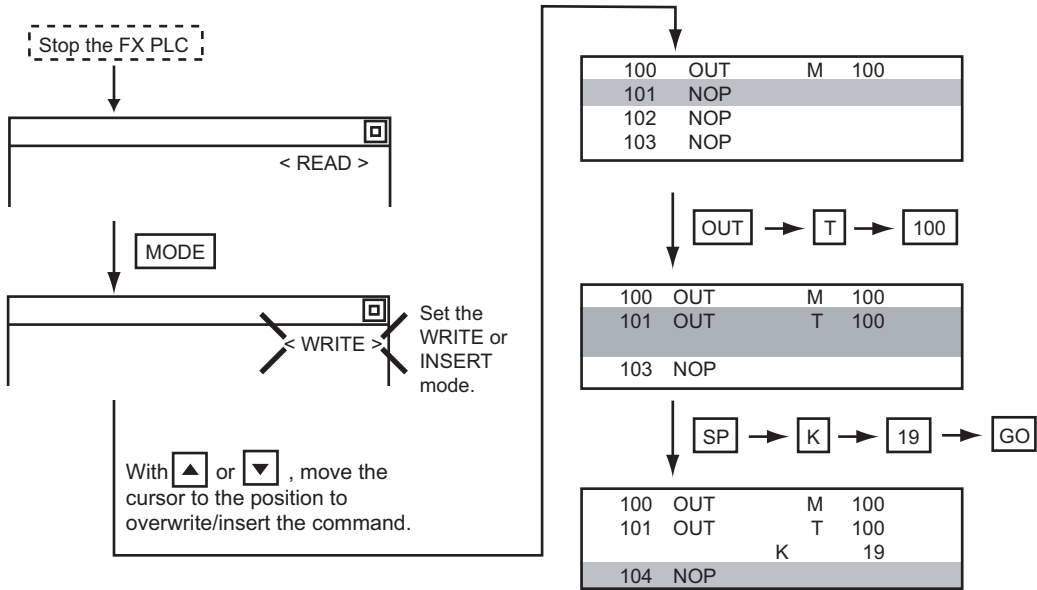 Stop the FX PLC
< READ >
MODE
< WRITE >
Set the
WRITE or
INSERT
mode.
With ▲ or ▼ , move the
cursor to the position to
overwrite/insert the command.
100 OUT M 100
101 NOP
102 NOP
103 NOP
OUT T 100
100 OUT M 100
101 OUT T 100
103 NOP
SP K 19 GO
100 OUT M 100
101 OUT T 100
K 19
104 NOP